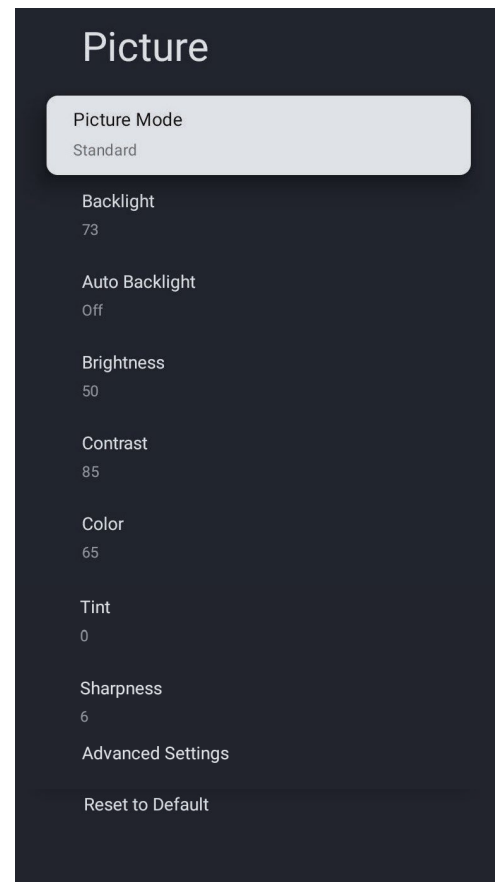 Picture
Picture Mode
Standard
Backlight
73
Auto Backlight
Off
Brightness
50
Contrast
85
Color
65
Tint
0
Sharpness
6
Advanced Settings
Reset to Default